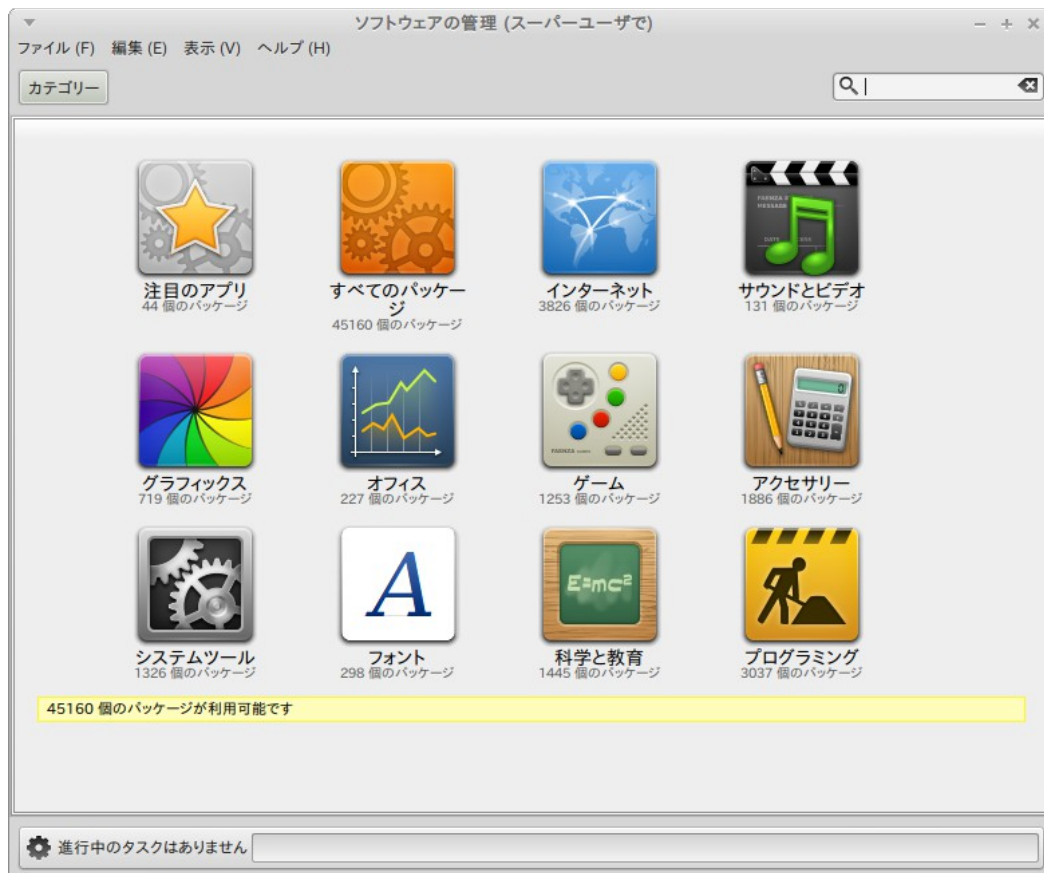 ソフトウェアの管理 (スーパーユーザで)
ファイル (F) 編集 (E) 表示 (V) ヘルプ (H)
カテゴリー
注目のアプリ
44 個のパッケージ
すべてのパッケー
ジ
45160 個のパッケージ
インターネット
3826 個のパッケージ
サウンドとビデオ
131 個のパッケージ
グラフィックス
719 個のパッケージ
オフィス
227 個のパッケージ
ゲーム
1253 個のパッケージ
アクセサリー
1886 個のパッケージ
E=mc²
システムツール
1326 個のパッケージ
A
フォント
298 個のパッケージ
科学と教育
1445 個のパッケージ
プログラミング
3037 個のパッケージ
45160 個のパッケージが利用可能です
進行中のタスクはありません